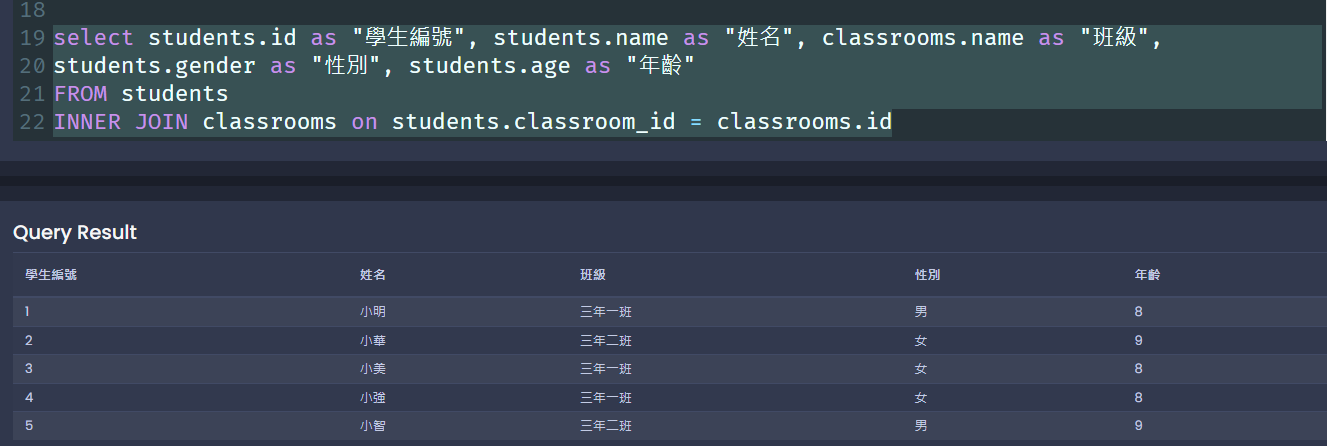 18
19 select students.id as "學生編號", students.name as "姓名", classrooms.name as "班級",
20 students.gender as "性別", students.age as "年齡"
21 FROM students
22 INNER JOIN classrooms on students.classroom_id = classrooms.id
Query Result
學生編號 姓名 班級 性別 年齡
1 小明 三年一班 男 8
2 小華 三年二班 女 9
3 小美 三年一班 女 8
4 小強 三年一班 女 8
5 小智 三年二班 男 9